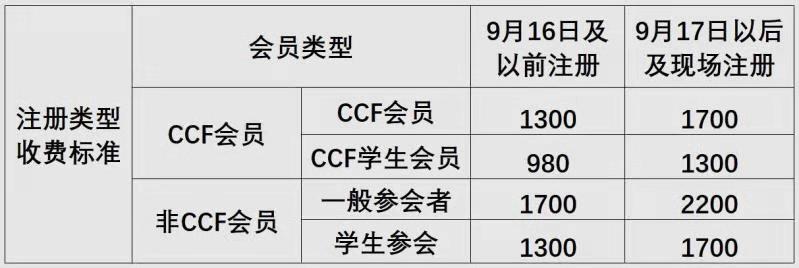 会员类型
9月16日及
以前注册
9月17日以后
及现场注册
注册类型
收费标准
CCF会员
CCF会员
1300
1700
CCF学生会员
980
1300
非CCF会员
一般参会者
1700
2200
学生参会
1300
1700